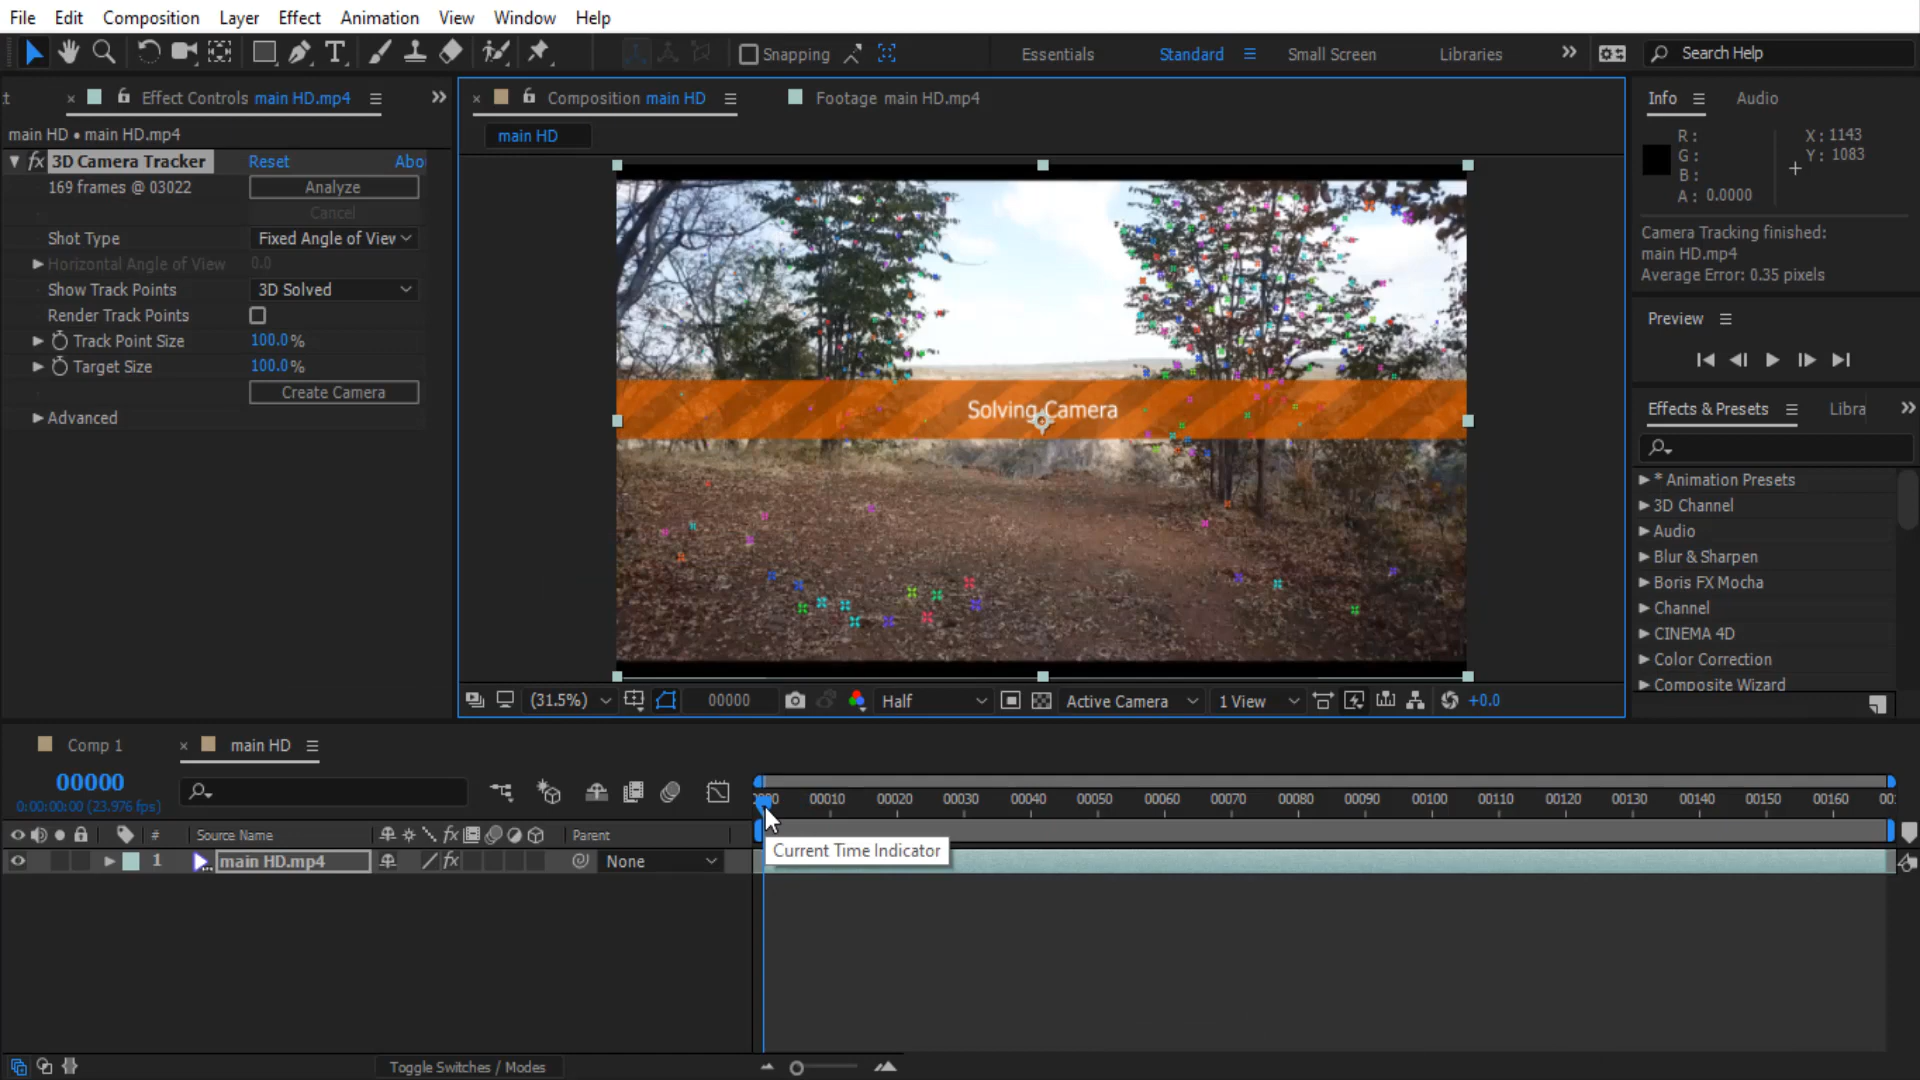 File Edit Composition Layer Effect Animation View Window Help
Snapping Essentials Standard Small Screen Libraries Search Help
t Effect Controls main HD.mp4
Composition main HD Footage main HD.mp4
Info Audio
main HD • main HD.mp4
main HD
R: X: 1143
G: Y: 1083
B:
A: 0.0000
fx 3D Camera Tracker Reset Abo
169 frames @ 03022 Analyze
Cancel
Shot Type Fixed Angle of View
Horizontal Angle of View 0.0
Show Track Points 3D Solved
Render Track Points
Track Point Size 100.0%
Target Size 100.0%
Create Camera
Advanced
Solving Camera
Camera Tracking finished:
main HD.mp4
Average Error: 0.35 pixels
Preview
Effects & Presets Libra
* Animation Presets
3D Channel
Audio
Blur & Sharpen
Boris FX Mocha
Channel
CINEMA 4D
Color Correction
Composite Wizard
(31.5%) 00000 Half Active Camera 1 View +0.0
Comp 1 main HD
00000
0:00:00:00 (23.976 fps)
00010 00020 00030 00040 00050 00060 00070 00080 00090 00100 00110 00120 00130 00140 00150 00160
# Source Name fx Parent
1 main HD.mp4 fx None
Current Time Indicator
Toggle Switches / Modes